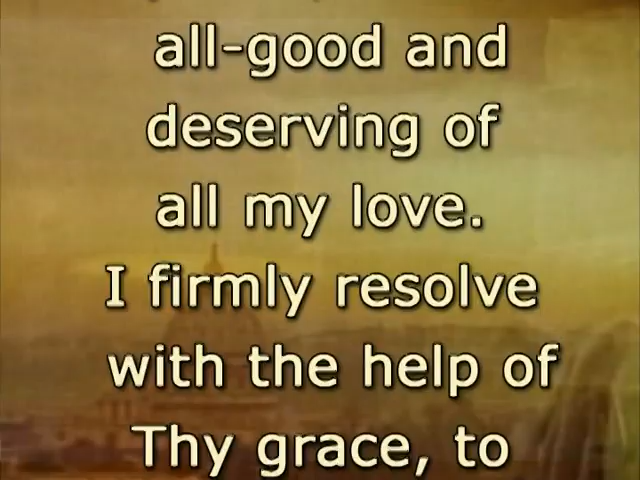 all-good and
deserving of
all my love.
I firmly resolve
with the help of
Thy grace, to